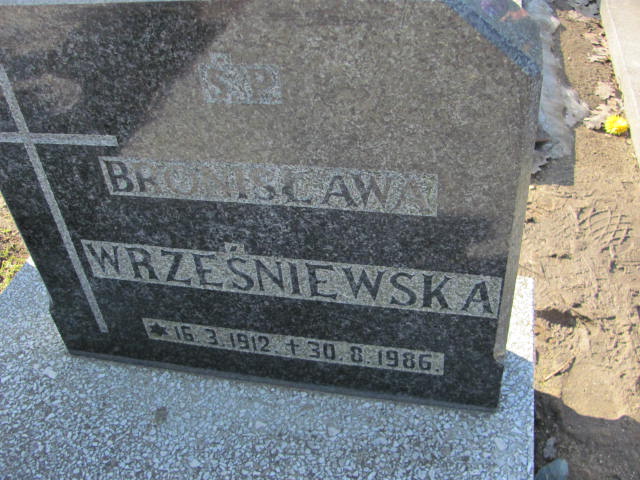 ŚP
BRONISŁAWA
WRZEŚNIEWSKA
* 16.3.1912. + 30.8.1986.